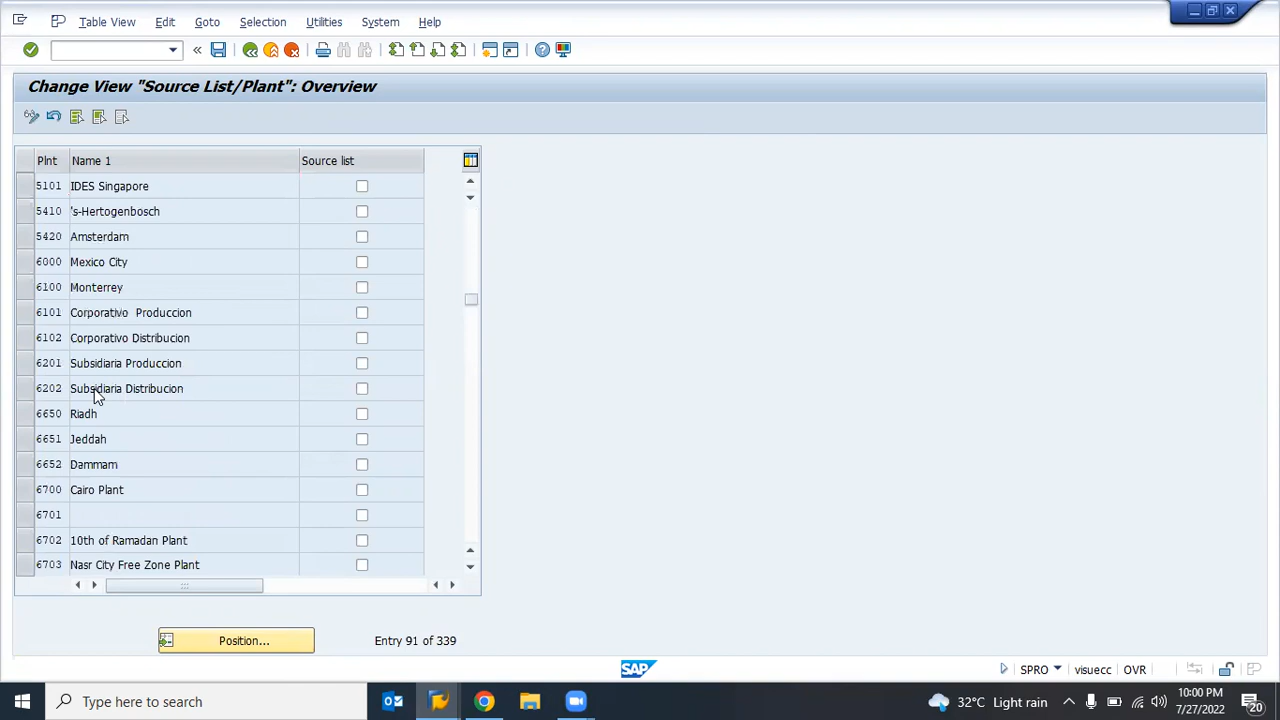 Table View Edit Goto Selection Utilities System Help
Change View "Source List/Plant": Overview
Plnt Name 1 Source list
5101 IDES Singapore
5410 's-Hertogenbosch
5420 Amsterdam
6000 Mexico City
6100 Monterrey
6101 Corporativo Produccion
6102 Corporativo Distribucion
6201 Subsidiaria Produccion
6202 Subsidiaria Distribucion
6650 Riadh
6651 Jeddah
6652 Dammam
6700 Cairo Plant
6701
6702 10th of Ramadan Plant
6703 Nasr City Free Zone Plant
Position... Entry 91 of 339
SAP SPRO visuecc OVR
Type here to search 32°C Light rain 10:00 PM
7/27/2022 20